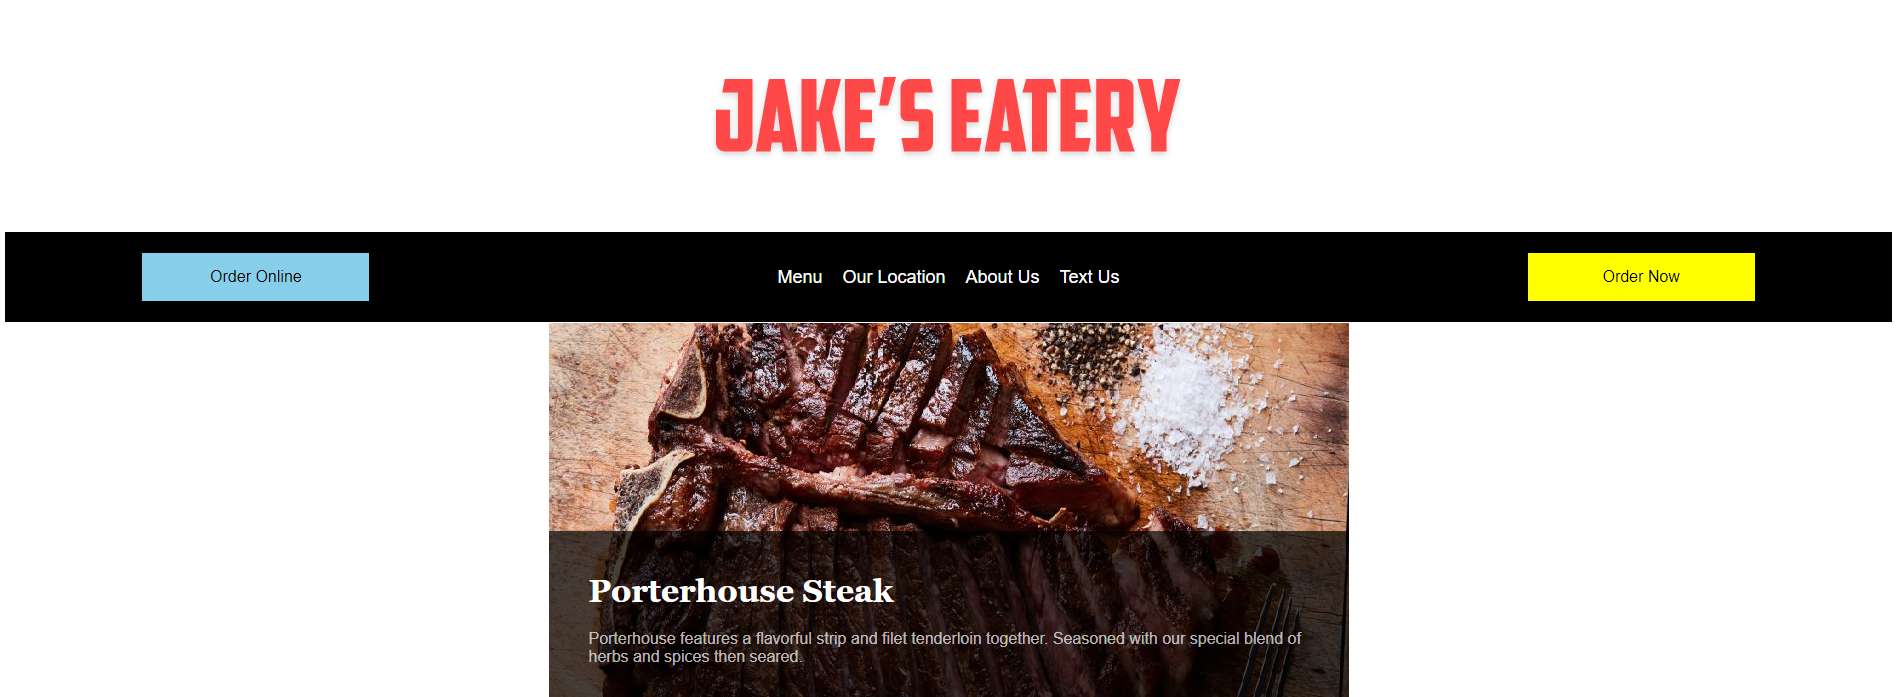 JAKE'S EATERY
Order Online
Menu Our Location About Us Text Us
Order Now
Porterhouse Steak
Porterhouse features a flavorful strip and filet tenderloin together. Seasoned with our special blend of
herbs and spices then seared.